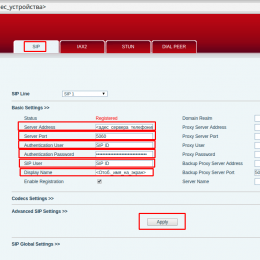 ес_устройства>
SIP IAX2 STUN DIAL PEER
SIP Line SIP 1
Basic Settings >>
Status Registered Domain Realm
Server Address <адрес_сервера_телефони Proxy Server Address
Server Port 5060 Proxy Server Port
Authentication User SIP ID Proxy User
Authentication Password Proxy Password
SIP User SIP ID Backup Proxy Server Address
Display Name <Отоб._имя_на_экран> Backup Proxy Server Port
Enable Registration Server Name
Codecs Settings >>
Advanced SIP Settings >>
Apply
SIP Global Settings >>